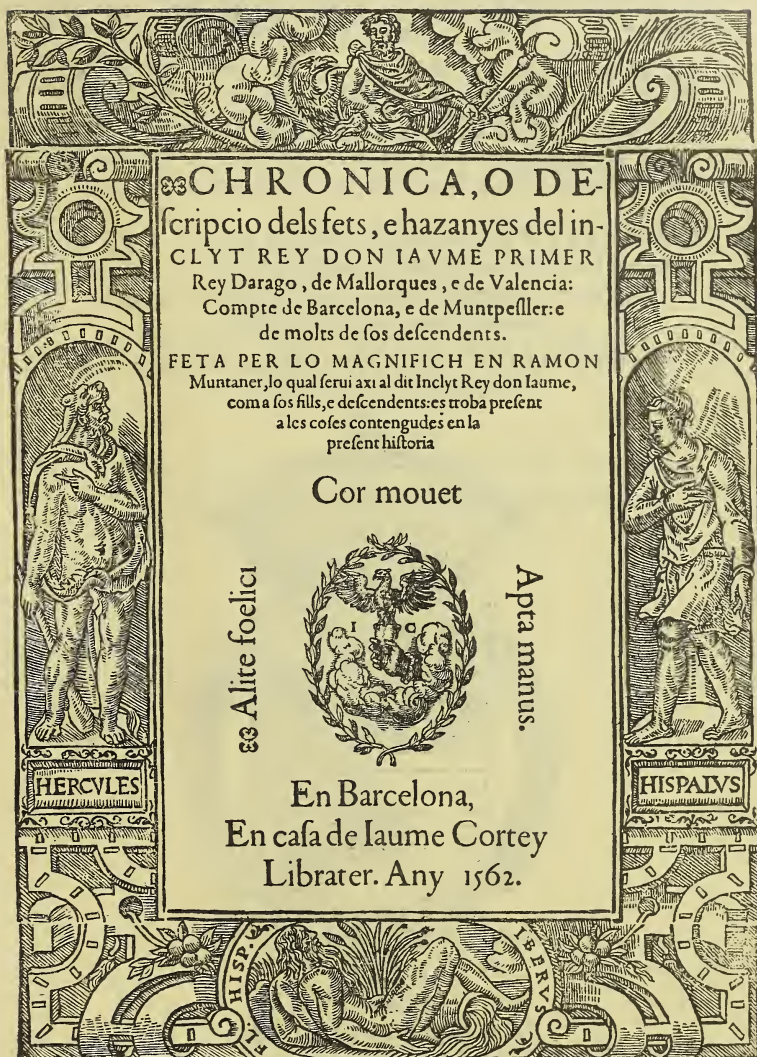 CHRONICA, O DE-
ſcripcio dels fets, e hazanyes del in-
CLYT REY DON IAVME PRIMER
Rey Darago, de Mallorques, e de Valencia:
Compte de Barcelona, e de Muntpeſller: e
de molts de ſos deſcendents.
FETA PER LO MAGNIFICH EN RAMON
Muntaner, lo qual ſerui axi al dit Inclyt Rey don Iaume,
com a ſos fills, e deſcendents: es troba preſent
a les coſes contengudes en la
preſent hiſtoria
Cor mouet
Alite foelici
I C
Apta manus.
HERCVLES
HISPALVS
En Barcelona,
En caſa de Iaume Cortey
Librater. Any 1562.
FL. HISP. IBERVS